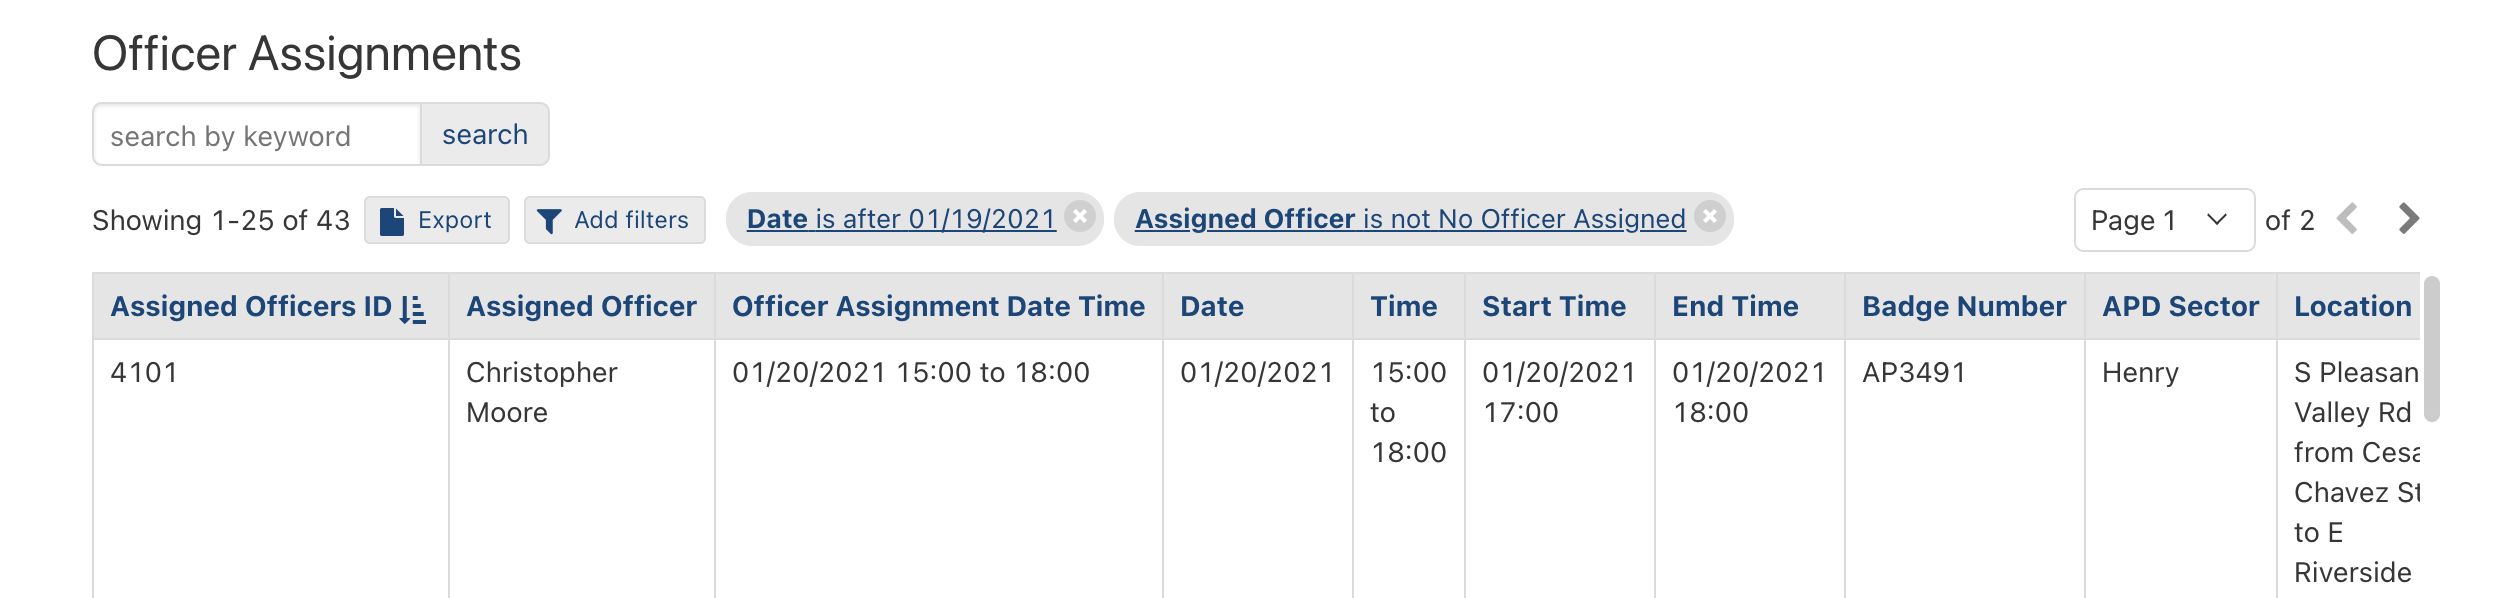 Officer Assignments
search by keyword search
Showing 1-25 of 43 Export Add filters Date is after 01/19/2021 Assigned Officer is not No Officer Assigned Page 1 of 2
Assigned Officers ID Assigned Officer Officer Assignment Date Time Date Time Start Time End Time Badge Number APD Sector Location
4101 Christopher 01/20/2021 15:00 to 18:00 01/20/2021 15:00 01/20/2021 01/20/2021 AP3491 Henry S Pleasan
Moore to 17:00 18:00 Valley Rd
18:00 from Cesa
Chavez St
to E
Riverside